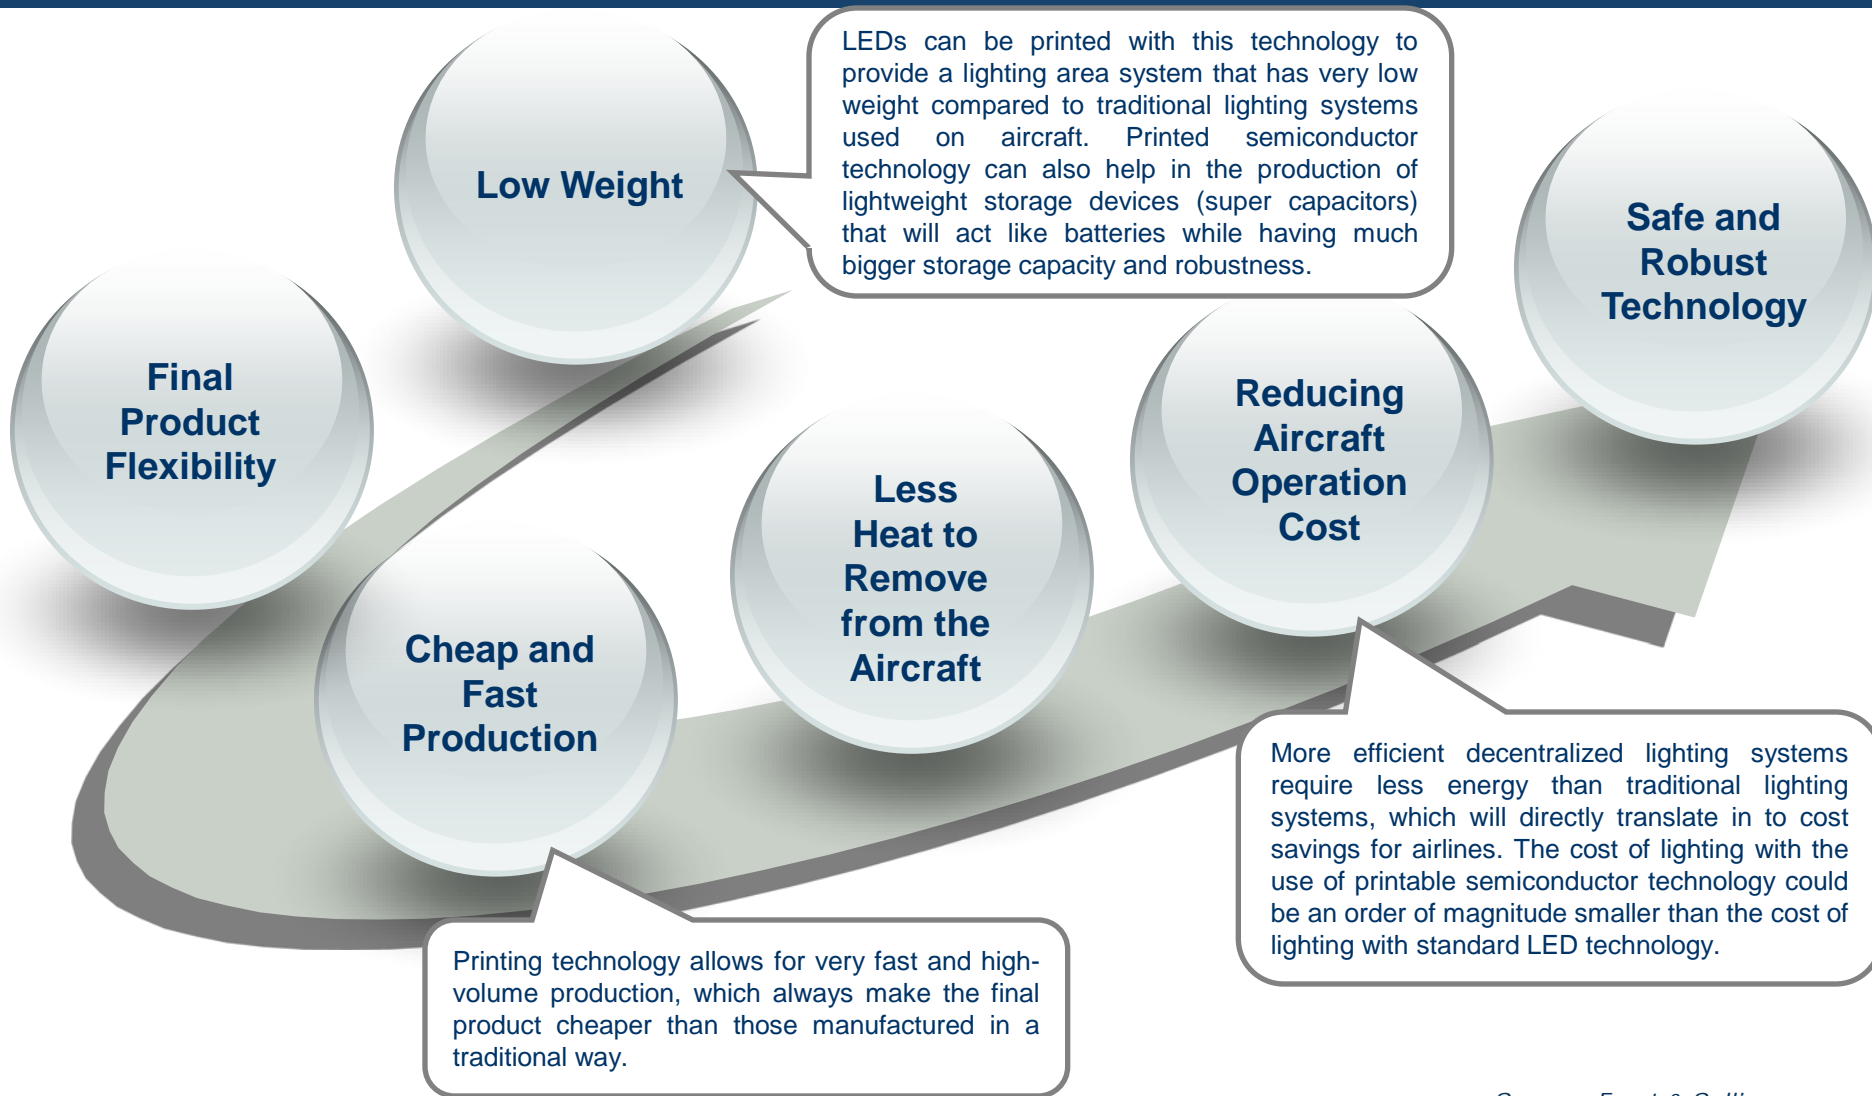 LEDs can be printed with this technology to
provide a lighting area system that has very low
weight compared to traditional lighting systems
used on aircraft. Printed semiconductor
technology can also help in the production of
lightweight storage devices (super capacitors)
that will act like batteries while having much
bigger storage capacity and robustness.
Low Weight
Safe and
Robust
Technology
Final
Product
Flexibility
Reducing
Aircraft
Operation
Cost
Less
Heat to
Remove
from the
Aircraft
Cheap and
Fast
Production
More efficient decentralized lighting systems
require less energy than traditional lighting
systems, which will directly translate in to cost
savings for airlines. The cost of lighting with the
use of printable semiconductor technology could
be an order of magnitude smaller than the cost of
lighting with standard LED technology.
Printing technology allows for very fast and high-
volume production, which always make the final
product cheaper than those manufactured in a
traditional way.